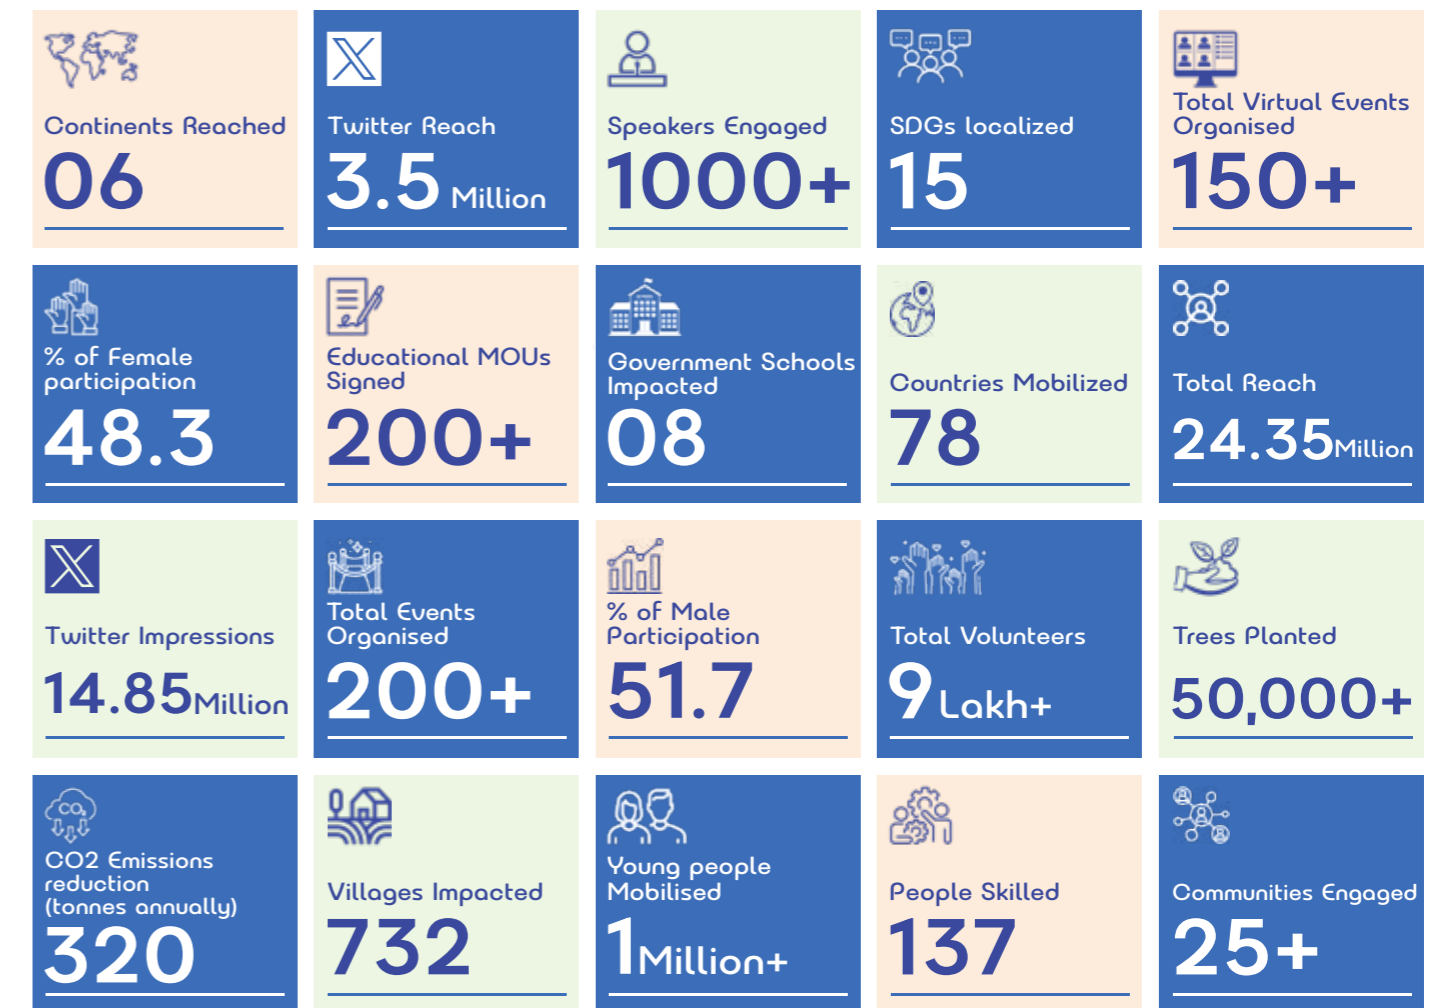 Continents Reached
06
Twitter Reach
3.5 Million
Speakers Engaged
1000+
SDGs localized
15
Total Virtual Events
Organised
150+
% of Female
participation
48.3
Educational MOUs
Signed
200+
Government Schools
Impacted
08
Countries Mobilized
78
Total Reach
24.35Million
Twitter Impressions
14.85Million
Total Events
Organised
200+
% of Male
Participation
51.7
Total Volunteers
9 Lakh+
Trees Planted
50,000+
CO2
CO2 Emissions
reduction
(tonnes annually)
320
Villages Impacted
732
Young people
Mobilised
1Million+
People Skilled
137
Communities Engaged
25+